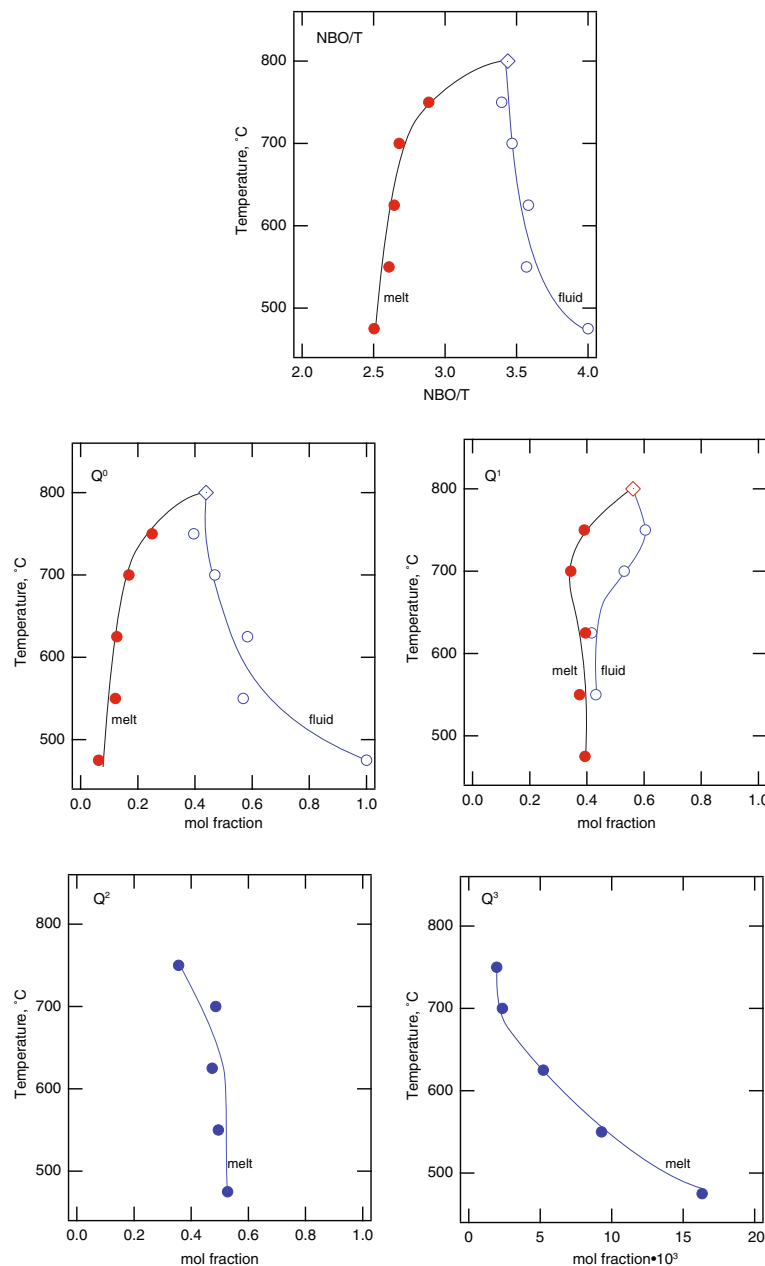 NBO/T
800
700
600
500
Temperature, °C
melt
fluid
2.0 2.5 3.0 3.5 4.0
NBO/T
Q⁰
800
700
600
500
Temperature, °C
melt
fluid
0.0 0.2 0.4 0.6 0.8 1.0
mol fraction
Q¹
800
700
600
500
Temperature, °C
melt fluid
0.0 0.2 0.4 0.6 0.8 1.0
mol fraction
Q²
800
700
600
500
Temperature, °C
melt
0.0 0.2 0.4 0.6 0.8 1.0
mol fraction
Q³
800
700
600
500
Temperature, °C
melt
0 5 10 15 20
mol fraction•10³